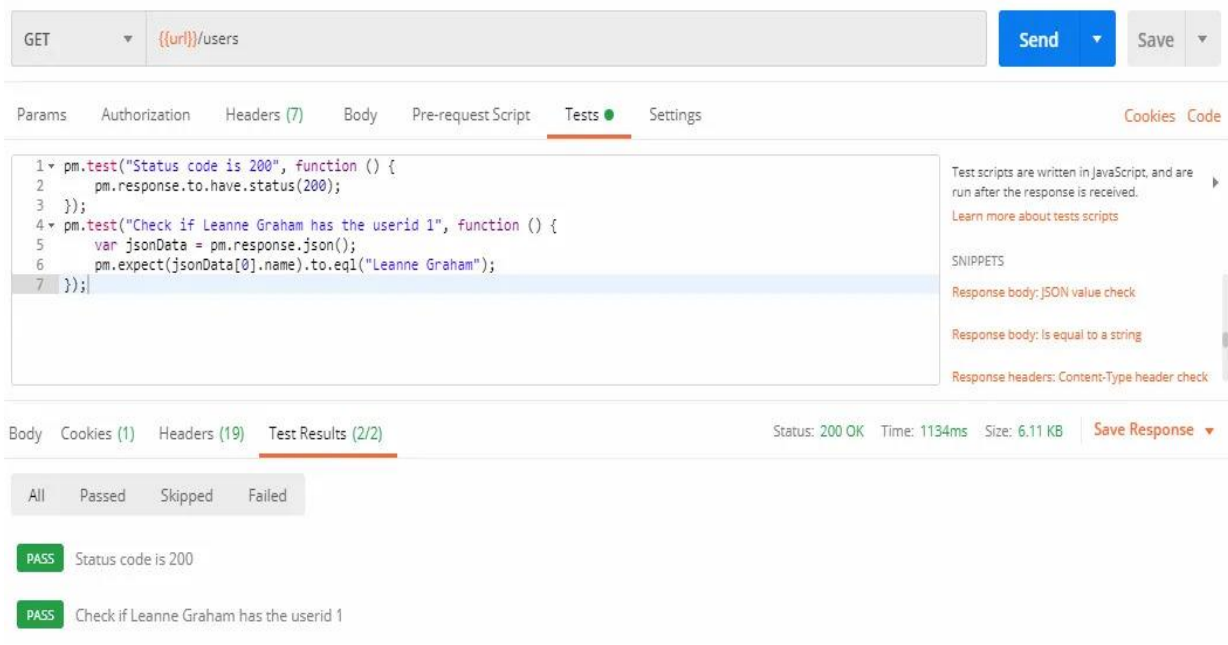 GET {{url}}/users Send Save
Params Authorization Headers (7) Body Pre-request Script Tests Settings Cookies Code
1 pm.test("Status code is 200", function () {
2 pm.response.to.have.status(200);
3 });
4 pm.test("Check if Leanne Graham has the userid 1", function () {
5 var jsonData = pm.response.json();
6 pm.expect(jsonData[0].name).to.eql("Leanne Graham");
7 });
Test scripts are written in JavaScript, and are
run after the response is received.
Learn more about tests scripts
SNIPPETS
Response body: JSON value check
Response body: Is equal to a string
Response headers: Content-Type header check
Body Cookies (1) Headers (19) Test Results (2/2) Status: 200 OK Time: 1134ms Size: 6.11 KB Save Response
All Passed Skipped Failed
PASS Status code is 200
PASS Check if Leanne Graham has the userid 1